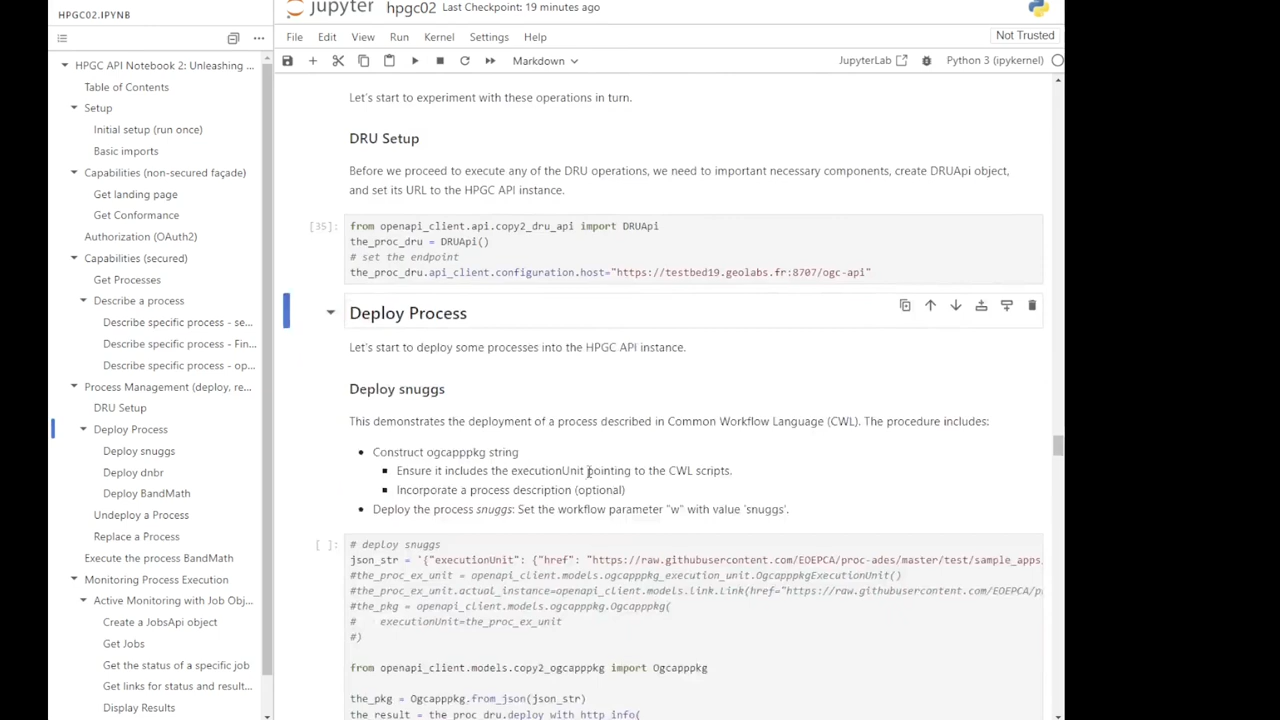 HPGC02.IPYNB
jupyter hpgc02 Last Checkpoint: 19 minutes ago
File Edit View Run Kernel Settings Help
Not Trusted
Markdown
JupyterLab
Python 3 (ipykernel)
HPGC API Notebook 2: Unleashing ...
Table of Contents
Setup
Initial setup (run once)
Basic imports
Capabilities (non-secured façade)
Get landing page
Get Conformance
Authorization (OAuth2)
Capabilities (secured)
Get Processes
Describe a process
Describe specific process - se...
Describe specific process - Fin...
Describe specific process - op...
Process Management (deploy, re...
DRU Setup
Deploy Process
Deploy snuggs
Deploy dnbr
Deploy BandMath
Undeploy a Process
Replace a Process
Execute the process BandMath
Monitoring Process Execution
Active Monitoring with Job Obj...
Create a JobsApi object
Get Jobs
Get the status of a specific job
Get links for status and result...
Display Results
Let's start to experiment with these operations in turn.
DRU Setup
Before we proceed to execute any of the DRU operations, we need to important necessary components, create DRUApi object,
and set its URL to the HPGC API instance.
[35]:
from openapi_client.api.copy2_dru_api import DRUApi
the_proc_dru = DRUApi()
# set the endpoint
the_proc_dru.api_client.configuration.host="https://testbed19.geolabs.fr:8707/ogc-api"
Deploy Process
Let's start to deploy some processes into the HPGC API instance.
Deploy snuggs
This demonstrates the deployment of a process described in Common Workflow Language (CWL). The procedure includes:
• Construct ogcapppkg string
▪ Ensure it includes the executionUnit pointing to the CWL scripts.
▪ Incorporate a process description (optional)
• Deploy the process snuggs: Set the workflow parameter "w" with value 'snuggs'.
[ ]:
# deploy snuggs
json_str = '{"executionUnit": {"href": "https://raw.githubusercontent.com/EOEPCA/proc-ades/master/test/sample_apps
#the_proc_ex_unit = openapi_client.models.ogcapppkg_execution_unit.OgcapppkgExecutionUnit()
#the_proc_ex_unit.actual_instance=openapi_client.models.link.Link(href="https://raw.githubusercontent.com/EOEPCA/p
#the_pkg = openapi_client.models.ogcapppkg.Ogcapppkg(
# executionUnit=the_proc_ex_unit
#)
from openapi_client.models.copy2_ogcapppkg import Ogcapppkg
the_pkg = Ogcapppkg.from_json(json_str)
the_result = the_proc_dru.deploy_with_http_info(